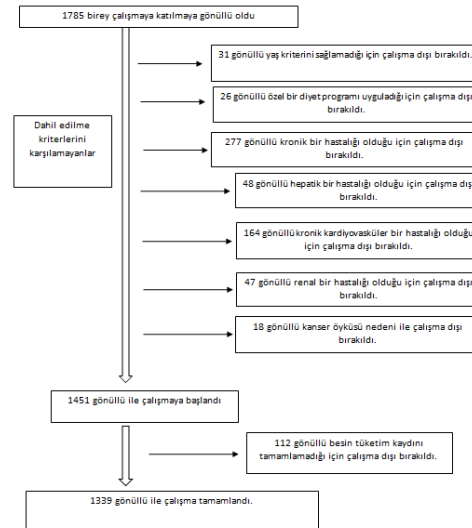 1785 birey çalışmaya katılmaya gönüllü oldu
31 gönüllü yaş kriterini sağlamadığı için çalışma dışı bırakıldı.
26 gönüllü özel bir diyet programı uyguladığı için çalışma dışı
bırakıldı.
Dahil edilme
kriterlerini
karşılamayanlar
277 gönüllü kronik bir hastalığı olduğu için çalışma dışı
bırakıldı.
48 gönüllü hepatik bir hastalığı olduğu için çalışma dışı
bırakıldı.
164 gönüllü kronik kardiyovasküler bir hastalığı olduğu
için çalışma dışı bırakıldı.
47 gönüllü renal bir hastalığı olduğu için çalışma dışı
bırakıldı.
18 gönüllü kanser öyküsü nedeni ile çalışma dışı
bırakıldı.
1451 gönüllü ile çalışmaya başlandı
112 gönüllü besin tüketim kaydını
tamamlamadığı için çalışma dışı bırakıldı.
1339 gönüllü ile çalışma tamamlandı.